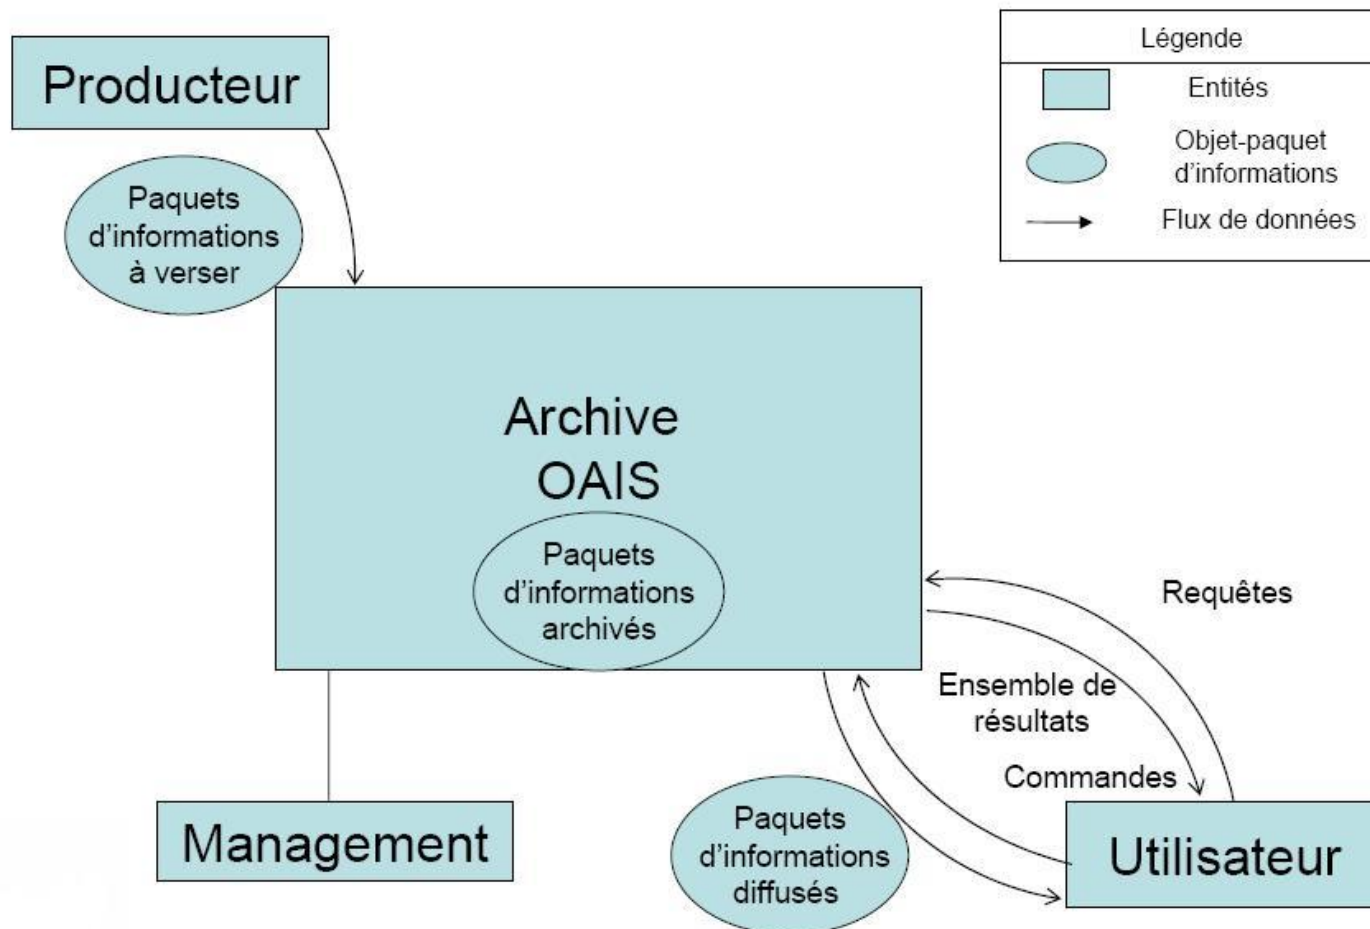 Producteur
Paquets
d'informations
à verser
Légende
Entités
Objet-paquet
d'informations
Flux de données
Archive
OAIS
Paquets
d'informations
archivés
Requêtes
Ensemble de
résultats
Commandes
Management
Paquets
d'informations
diffusés
Utilisateur